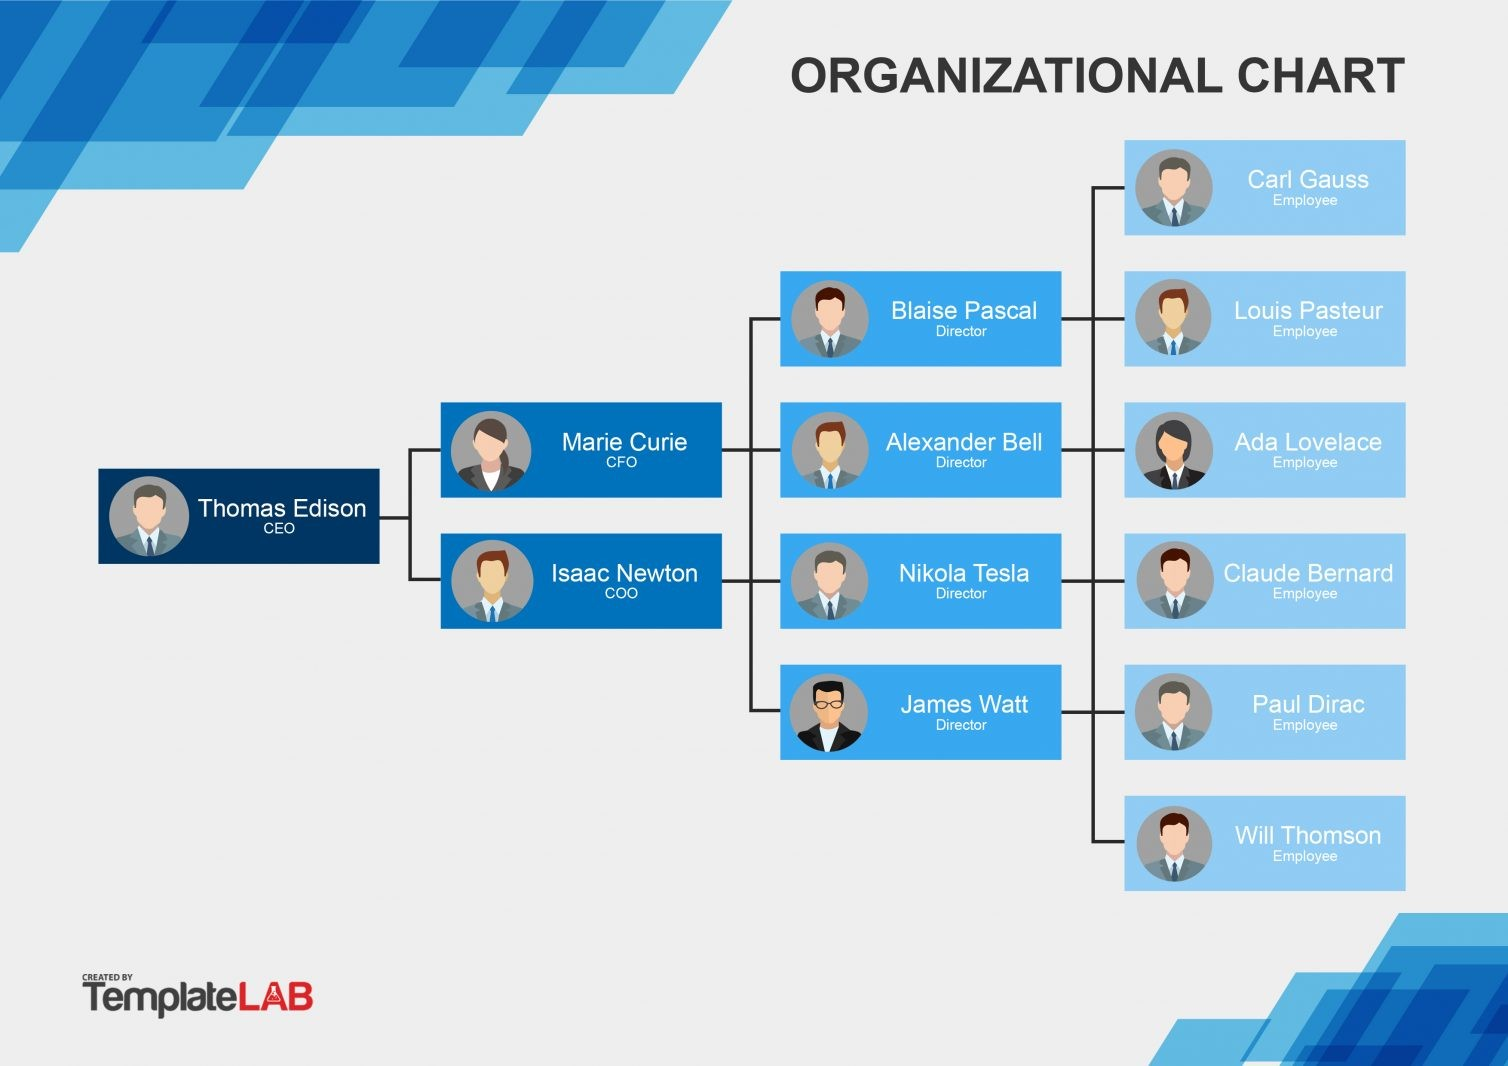 ORGANIZATIONAL CHART
Thomas Edison
CEO
Marie Curie
CFO
Isaac Newton
COO
Blaise Pascal
Director
Alexander Bell
Director
Nikola Tesla
Director
James Watt
Director
Carl Gauss
Employee
Louis Pasteur
Employee
Ada Lovelace
Employee
Claude Bernard
Employee
Paul Dirac
Employee
Will Thomson
Employee
CREATED BY
TemplateLAB